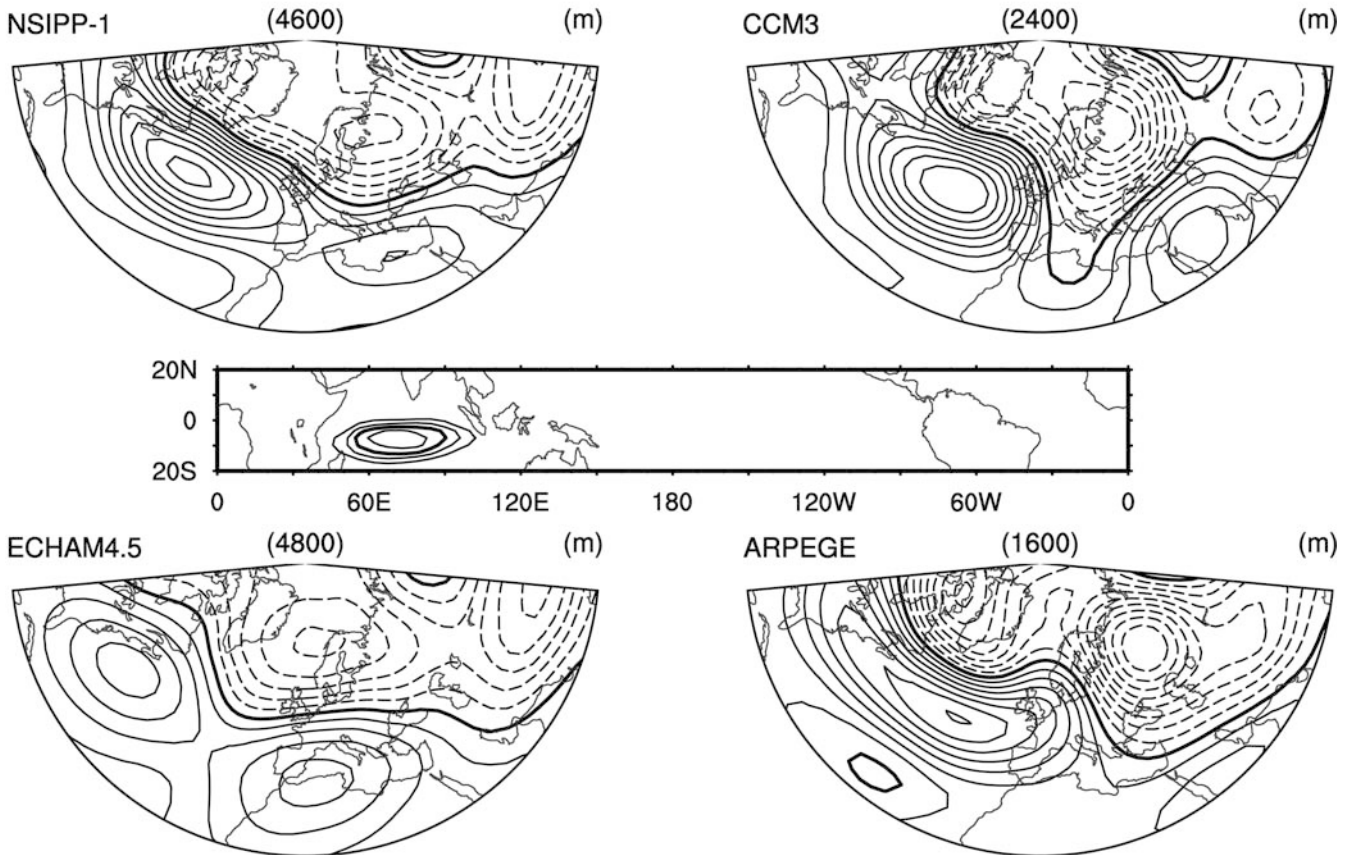 NSIPP-1 (4600) (m)
CCM3 (2400) (m)
20N
0
20S
0 60E 120E 180 120W 60W 0
ECHAM4.5 (4800) (m)
ARPEGE (1600) (m)